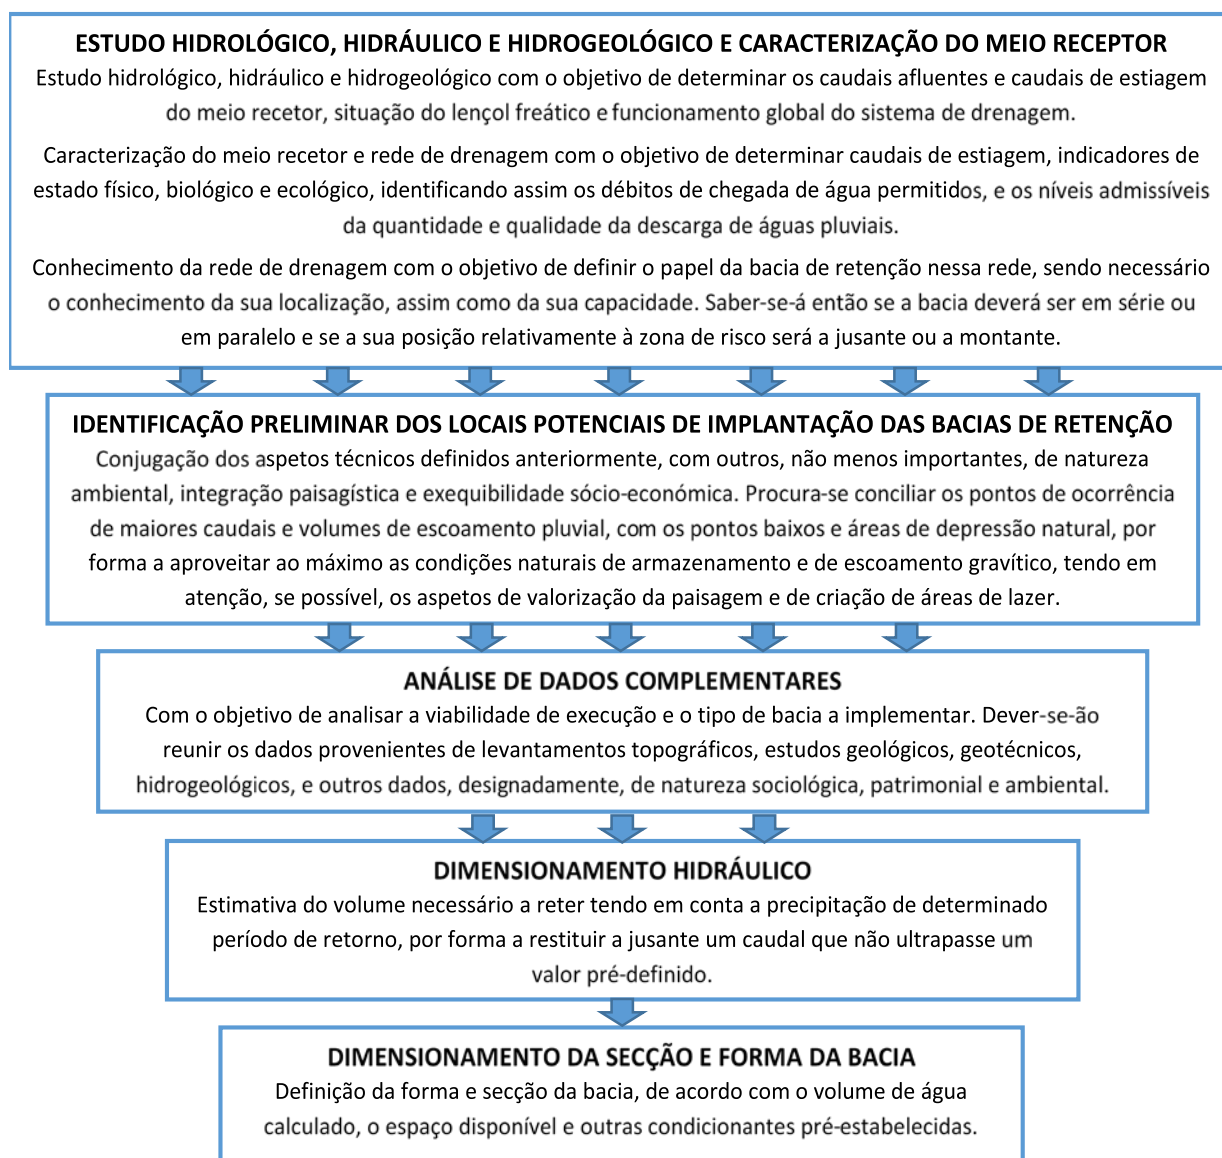 ESTUDO HIDROLÓGICO, HIDRÁULICO E HIDROGEOLÓGICO E CARACTERIZAÇÃO DO MEIO RECEPTOR
Estudo hidrológico, hidráulico e hidrogeológico com o objetivo de determinar os caudais afluentes e caudais de estiagem
do meio recetor, situação do lençol freático e funcionamento global do sistema de drenagem.
Caracterização do meio recetor e rede de drenagem com o objetivo de determinar caudais de estiagem, indicadores de
estado físico, biológico e ecológico, identificando assim os débitos de chegada de água permitidos, e os níveis admissíveis
da quantidade e qualidade da descarga de águas pluviais.
Conhecimento da rede de drenagem com o objetivo de definir o papel da bacia de retenção nessa rede, sendo necessário
o conhecimento da sua localização, assim como da sua capacidade. Saber-se-á então se a bacia deverá ser em série ou
em paralelo e se a sua posição relativamente à zona de risco será a jusante ou a montante.
IDENTIFICAÇÃO PRELIMINAR DOS LOCAIS POTENCIAIS DE IMPLANTAÇÃO DAS BACIAS DE RETENÇÃO
Conjugação dos aspetos técnicos definidos anteriormente, com outros, não menos importantes, de natureza
ambiental, integração paisagística e exequibilidade sócio-económica. Procura-se conciliar os pontos de ocorrência
de maiores caudais e volumes de escoamento pluvial, com os pontos baixos e áreas de depressão natural, por
forma a aproveitar ao máximo as condições naturais de armazenamento e de escoamento gravítico, tendo em
atenção, se possível, os aspetos de valorização da paisagem e de criação de áreas de lazer.
ANÁLISE DE DADOS COMPLEMENTARES
Com o objetivo de analisar a viabilidade de execução e o tipo de bacia a implementar. Dever-se-ão
reunir os dados provenientes de levantamentos topográficos, estudos geológicos, geotécnicos,
hidrogeológicos, e outros dados, designadamente, de natureza sociológica, patrimonial e ambiental.
DIMENSIONAMENTO HIDRÁULICO
Estimativa do volume necessário a reter tendo em conta a precipitação de determinado
período de retorno, por forma a restituir a jusante um caudal que não ultrapasse um
valor pré-definido.
DIMENSIONAMENTO DA SECÇÃO E FORMA DA BACIA
Definição da forma e secção da bacia, de acordo com o volume de água
calculado, o espaço disponível e outras condicionantes pré-estabelecidas.